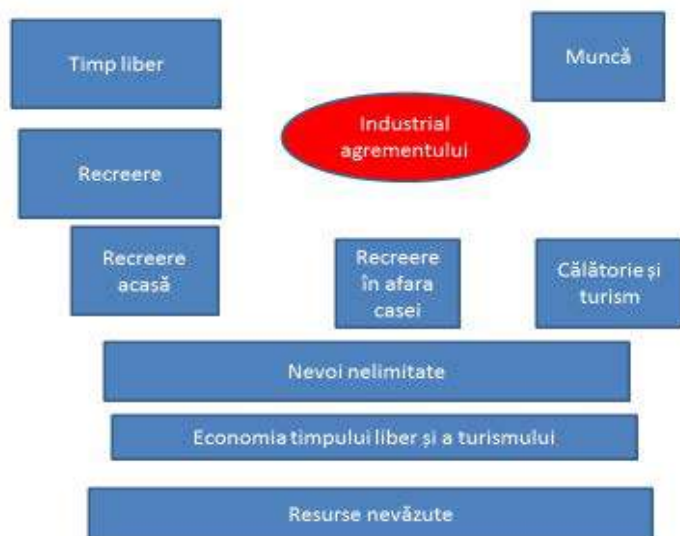 Timp liber
Muncă
Industrial
agrementului
Recreere
Recreere
acasă
Recreere
în afara
casei
Călătorie și
turism
Nevoi nelimitate
Economia timpului liber și a turismului
Resurse nevăzute